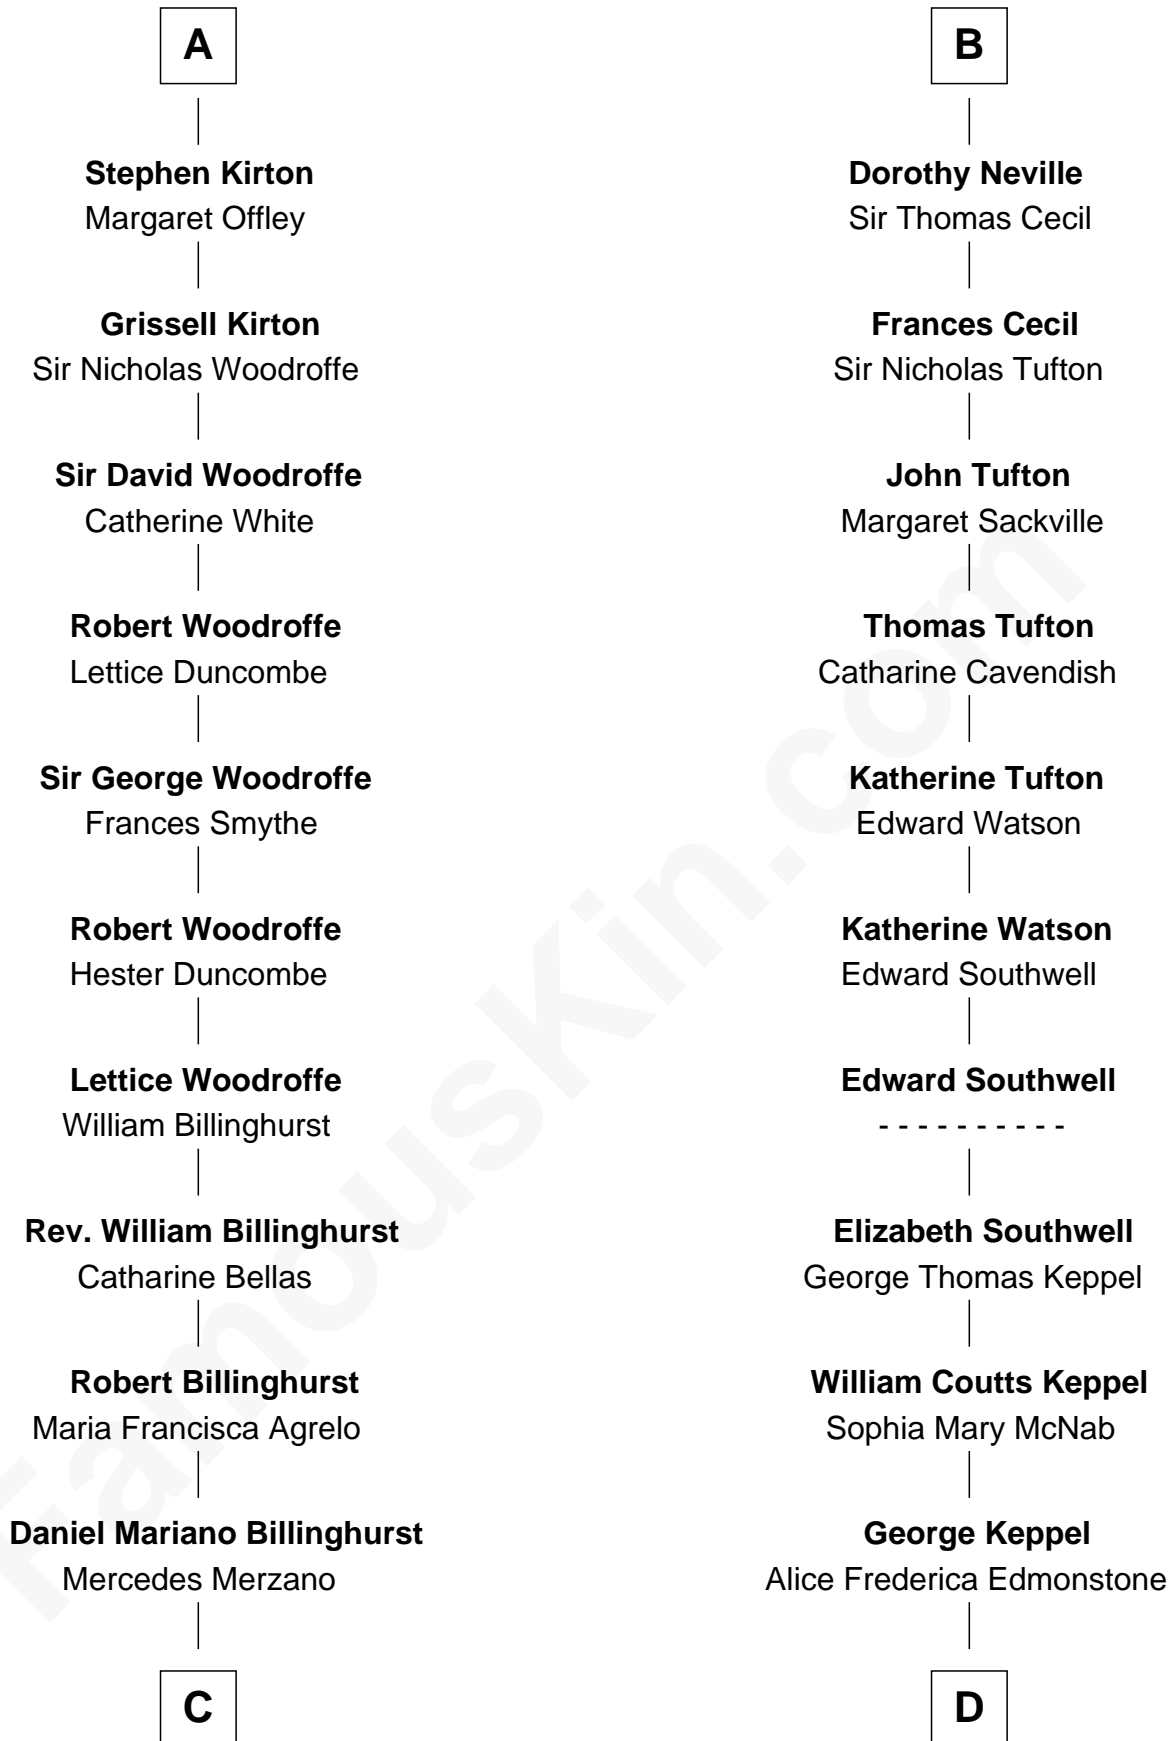 A
Stephen Kirton
Margaret Offley
Grissell Kirton
Sir Nicholas Woodroffe
Sir David Woodroffe
Catherine White
Robert Woodroffe
Lettice Duncombe
Sir George Woodroffe
Frances Smythe
Robert Woodroffe
Hester Duncombe
Lettice Woodroffe
William Billinghurst
Rev. William Billinghurst
Catharine Bellas
Robert Billinghurst
Maria Francisca Agrelo
Daniel Mariano Billinghurst
Mercedes Merzano
C
B
Dorothy Neville
Sir Thomas Cecil
Frances Cecil
Sir Nicholas Tufton
John Tufton
Margaret Sackville
Thomas Tufton
Catharine Cavendish
Katherine Tufton
Edward Watson
Katherine Watson
Edward Southwell
Edward Southwell
- - - - - - - - - -
Elizabeth Southwell
George Thomas Keppel
William Coutts Keppel
Sophia Mary McNab
George Keppel
Alice Frederica Edmonstone
D
FamousKin.com